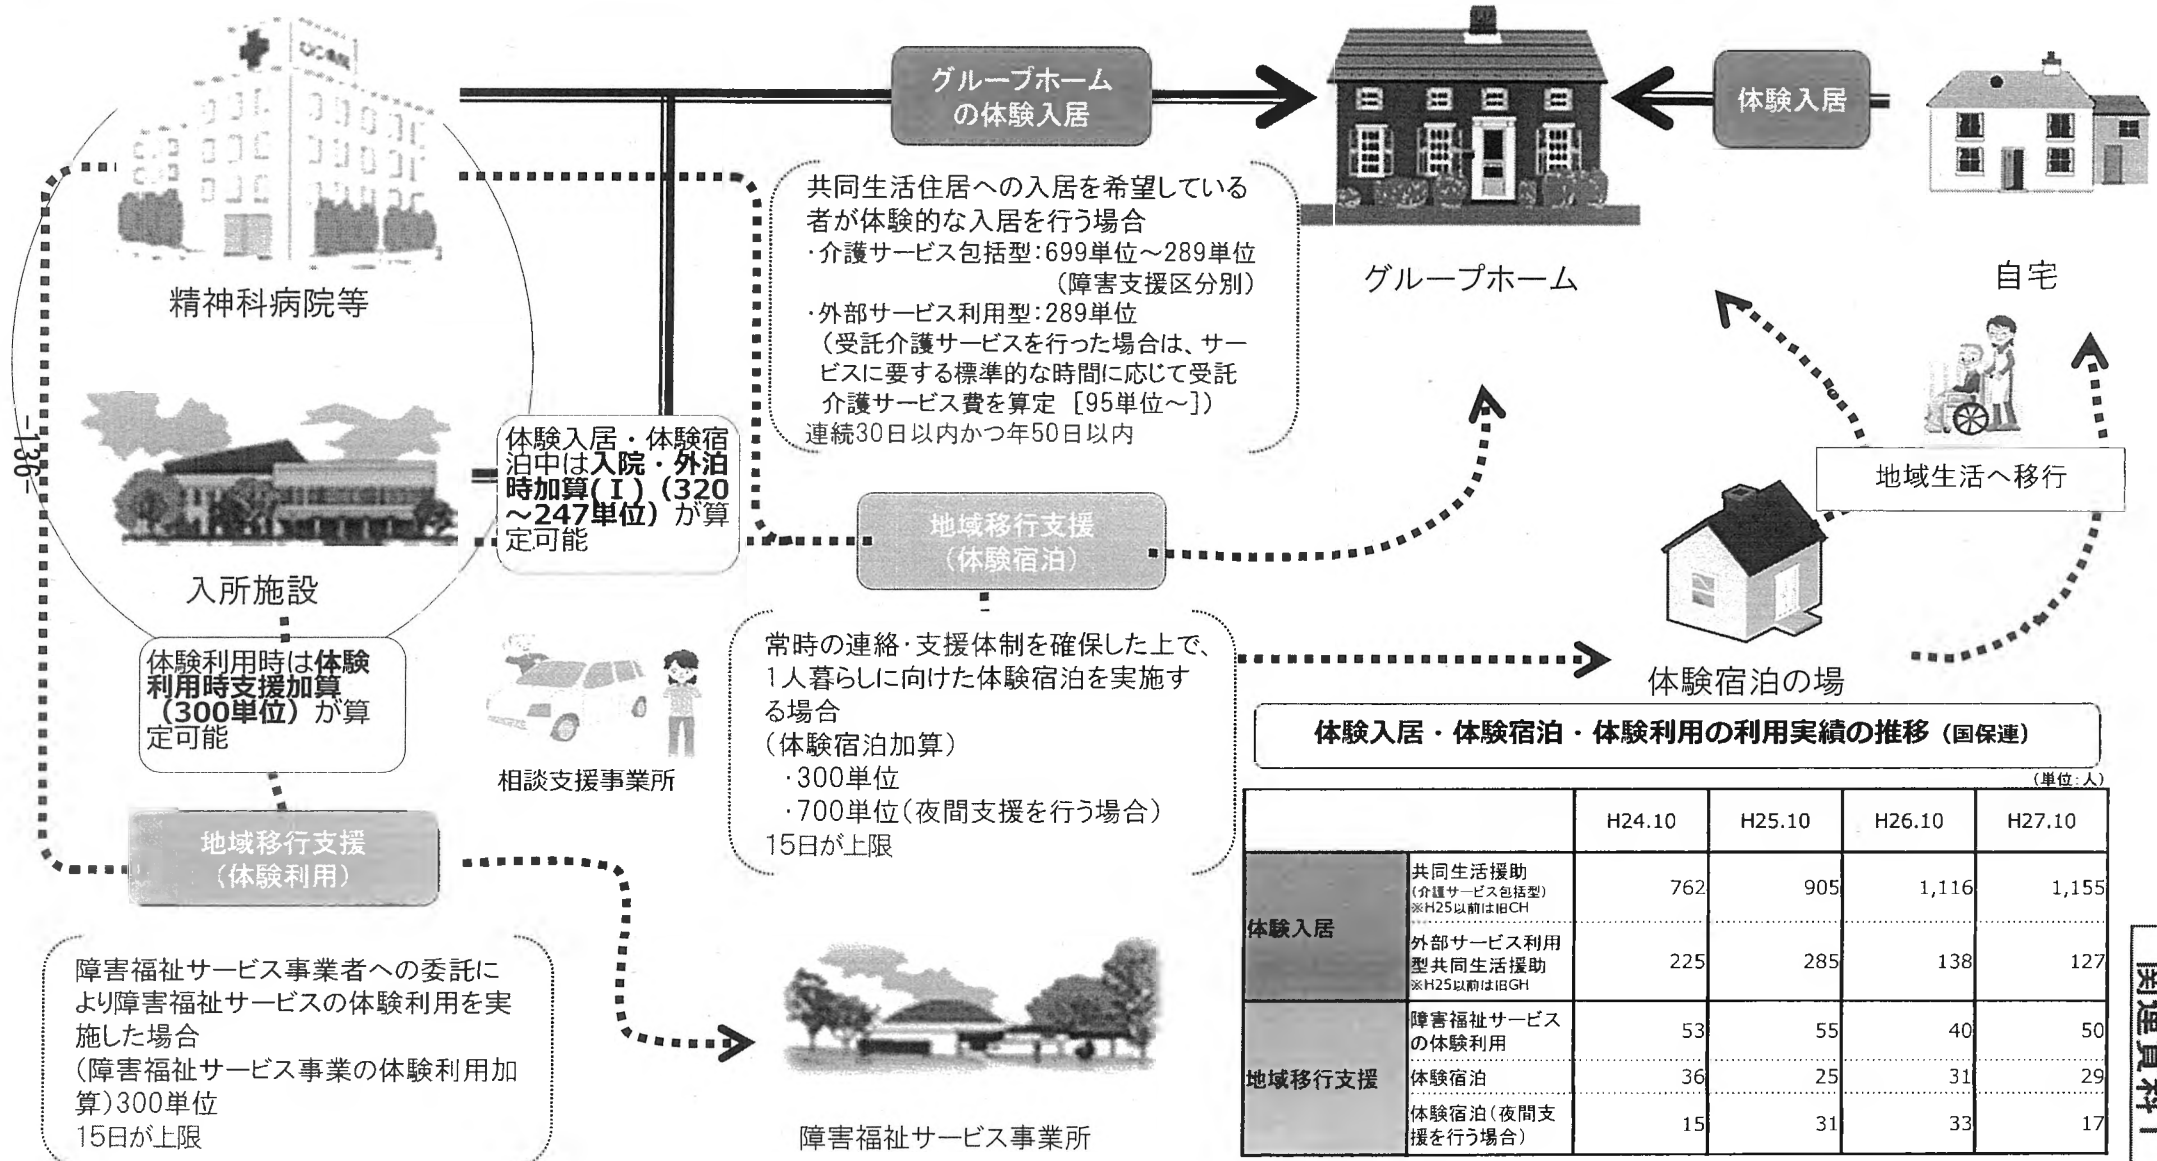 グループホーム
の体験入居
体験入居
共同生活住居への入居を希望している
者が体験的な入居を行う場合
・介護サービス包括型：699単位～289単位
（障害支援区分別）
・外部サービス利用型：289単位
（受託介護サービスを行った場合は、サー
ビスに要する標準的な時間に応じて受託
介護サービス費を算定 [95単位～]）
連続30日以内かつ年50日以内
グループホーム
自宅
精神科病院等
-136-
体験入居・体験宿
泊中は入院・外泊
時加算(Ⅰ)（320
～247単位）が算
定可能
地域移行支援
（体験宿泊）
地域生活へ移行
入所施設
体験利用時は体験
利用時支援加算
（300単位）が算
定可能
相談支援事業所
常時の連絡・支援体制を確保した上で、
1人暮らしに向けた体験宿泊を実施す
る場合
（体験宿泊加算）
・300単位
・700単位（夜間支援を行う場合）
15日が上限
体験宿泊の場
地域移行支援
（体験利用）
障害福祉サービス事業者への委託に
より障害福祉サービスの体験利用を実
施した場合
（障害福祉サービス事業の体験利用加
算）300単位
15日が上限
障害福祉サービス事業所
体験入居・体験宿泊・体験利用の利用実績の推移（国保連）
（単位：人）
H24.10 H25.10 H26.10 H27.10
体験入居
共同生活援助
（介護サービス包括型）
※H25以前は旧CH
762 905 1,116 1,155
外部サービス利用
型共同生活援助
※H25以前は旧GH
225 285 138 127
地域移行支援
障害福祉サービス
の体験利用
53 55 40 50
体験宿泊 36 25 31 29
体験宿泊（夜間支
援を行う場合）
15 31 33 17